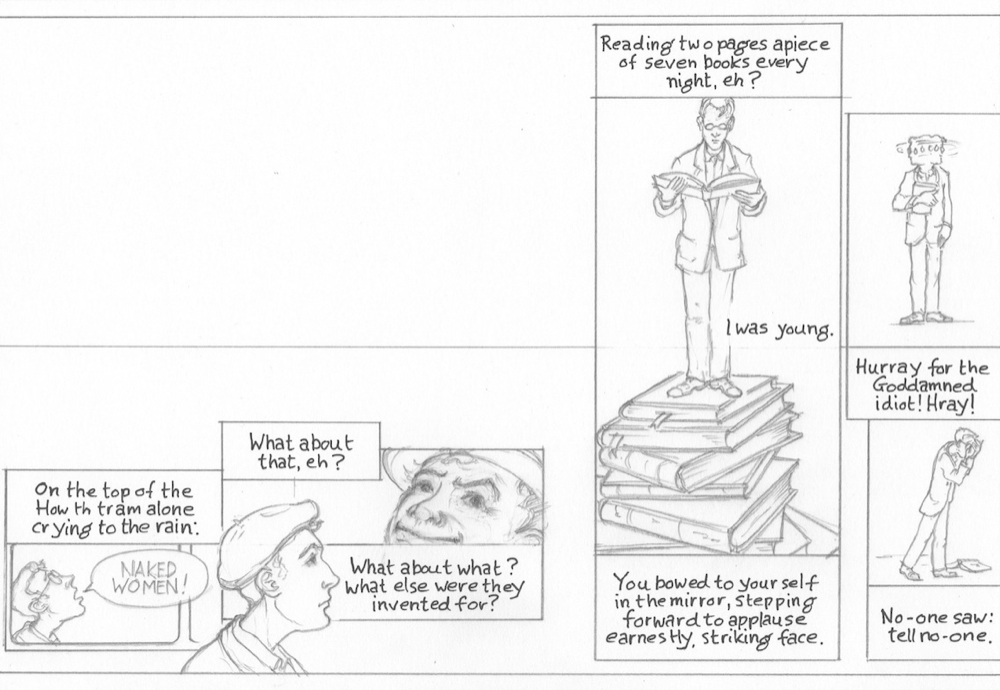 On the top of the
Howth tram alone
crying to the rain:
NAKED
WOMEN!
What about
that, eh?
What about what?
What else were they
invented for?
Reading two pages apiece
of seven books every
night, eh?
I was young.
You bowed to yourself
in the mirror, stepping
forward to applause
earnestly, striking face.
Hurray for the
Goddamned
idiot! Hray!
No-one saw:
tell no-one.